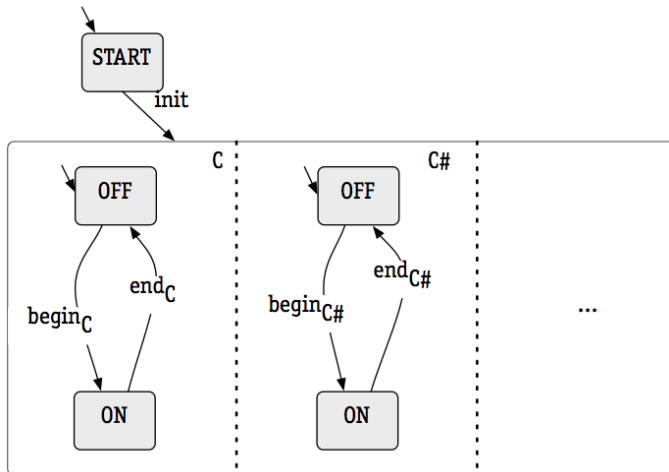 START
init
C
C#
OFF
OFF
end_C
end_C#
begin_C
begin_C#
...
ON
ON